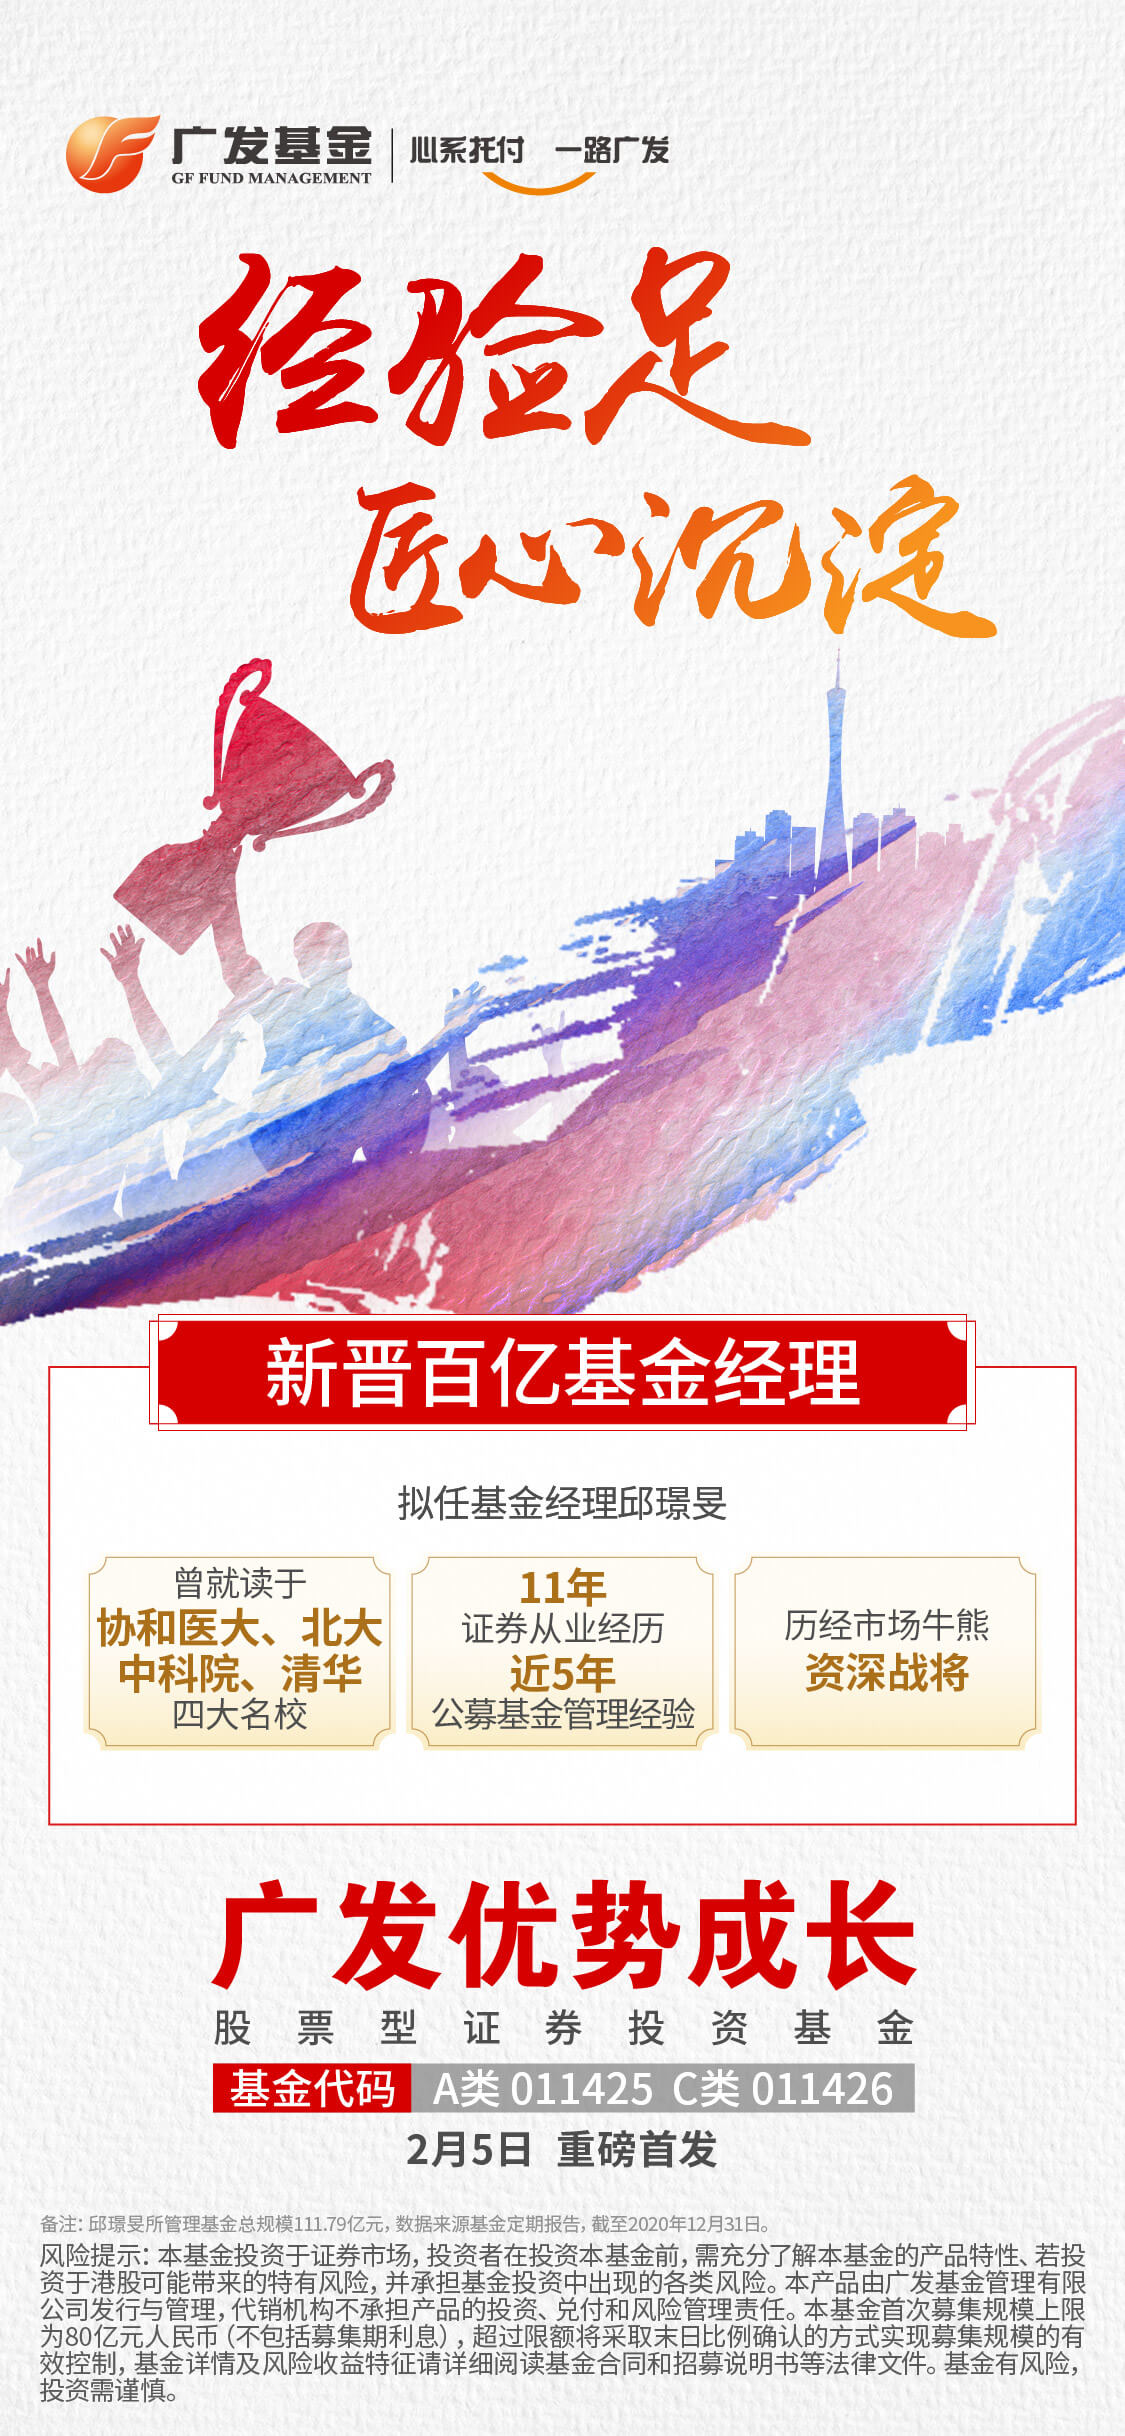 广发基金
GF FUND MANAGEMENT
心系托付 一路广发
经验足
匠心沉淀
新晋百亿基金经理
拟任基金经理邱璟旻
曾就读于
协和医大、北大
中科院、清华
四大名校
11年
证券从业经历
近5年
公募基金管理经验
历经市场牛熊
资深战将
广发优势成长
股票型证券投资基金
基金代码 A类 011425 C类 011426
2月5日 重磅首发
备注：邱璟旻所管理基金总规模111.79亿元，数据来源基金定期报告，截至2020年12月31日。
风险提示：本基金投资于证券市场，投资者在投资本基金前，需充分了解本基金的产品特性、若投
资于港股可能带来的特有风险，并承担基金投资中出现的各类风险。本产品由广发基金管理有限
公司发行与管理，代销机构不承担产品的投资、兑付和风险管理责任。本基金首次募集规模上限
为80亿元人民币（不包括募集期利息），超过限额将采取末日比例确认的方式实现募集规模的有
效控制，基金详情及风险收益特征请详细阅读基金合同和招募说明书等法律文件。基金有风险，
投资需谨慎。